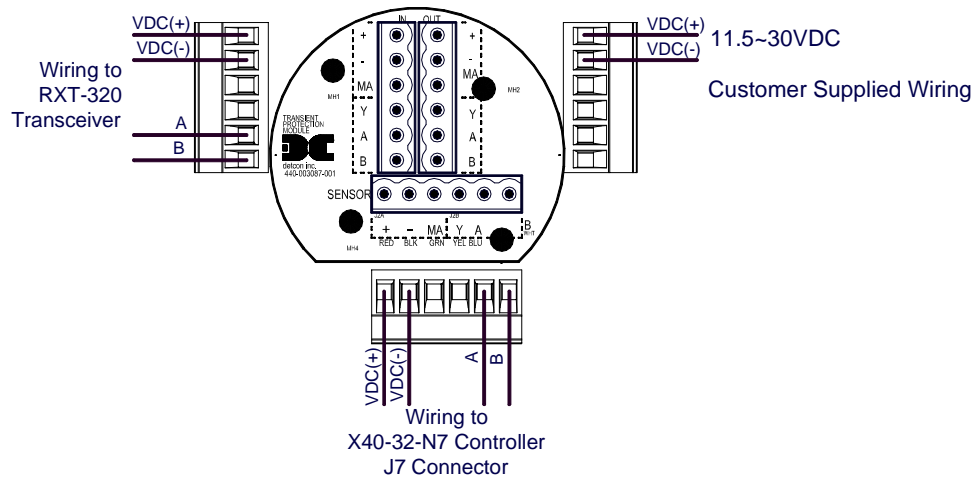 VDC(+)
VDC(-)
Wiring to
RXT-320
Transceiver
A
B
IN OUT
+ +
- -
MA MA
Y Y
A A
B B
MH1
MH2
TRANSIENT
PROTECTION
MODULE
detcon inc.
440-003087-001
SENSOR
J2A J2B
+ - MA Y A B
RED BLK GRN YEL BLU WHT
MH4
VDC(+) 11.5~30VDC
VDC(-)
Customer Supplied Wiring
VDC(+)
VDC(-)
A
B
Wiring to
X40-32-N7 Controller
J7 Connector